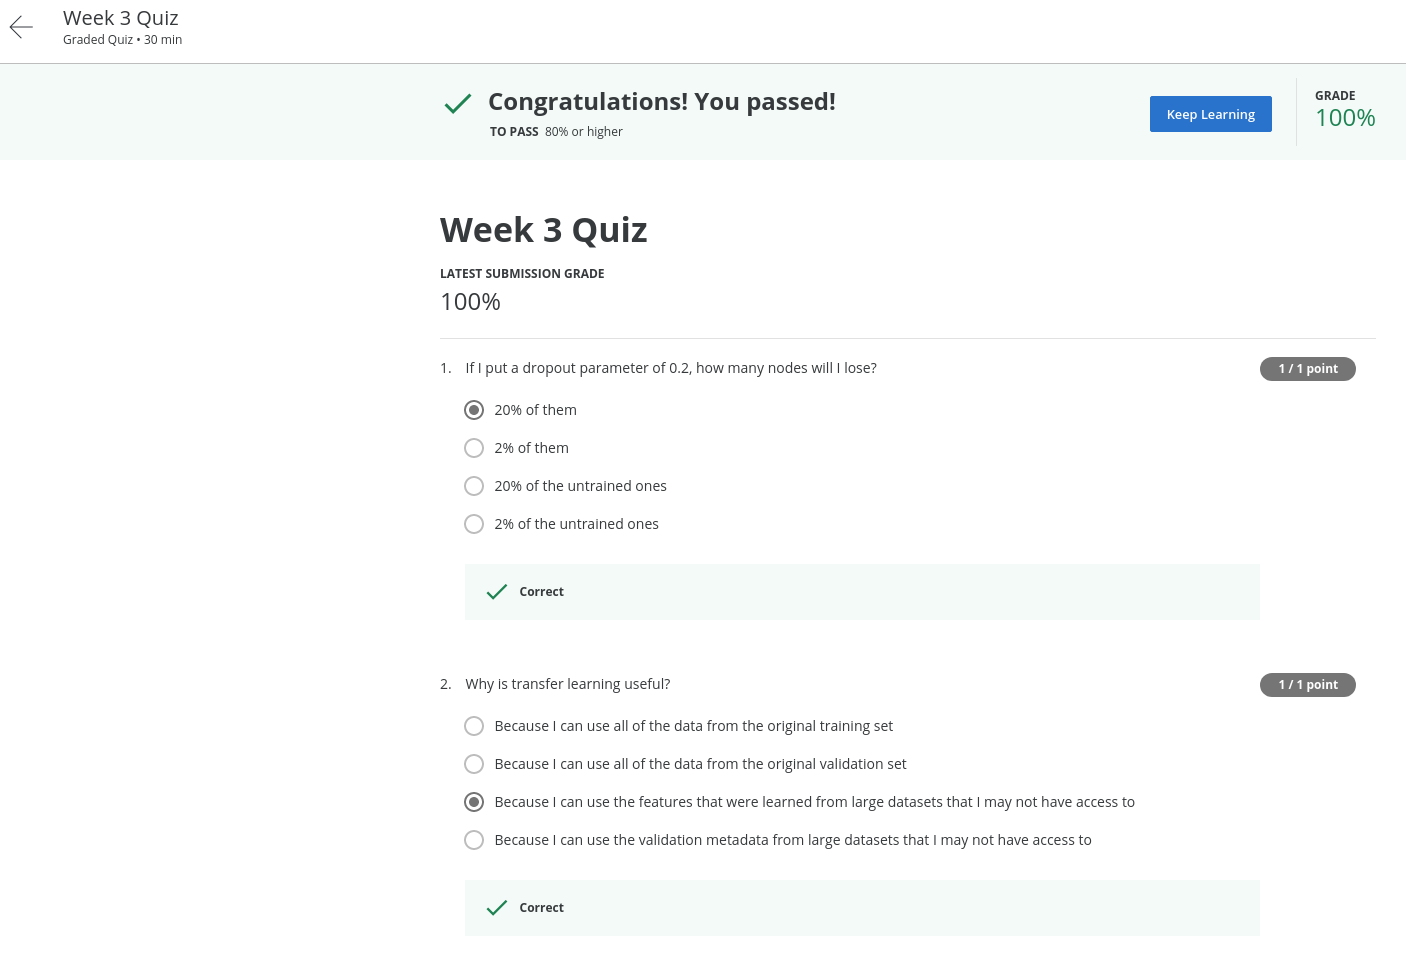 Week 3 Quiz
Graded Quiz • 30 min
Congratulations! You passed!
TO PASS 80% or higher
Keep Learning
GRADE
100%
Week 3 Quiz
LATEST SUBMISSION GRADE
100%
1. If I put a dropout parameter of 0.2, how many nodes will I lose?
1 / 1 point
20% of them
2% of them
20% of the untrained ones
2% of the untrained ones
Correct
2. Why is transfer learning useful?
1 / 1 point
Because I can use all of the data from the original training set
Because I can use all of the data from the original validation set
Because I can use the features that were learned from large datasets that I may not have access to
Because I can use the validation metadata from large datasets that I may not have access to
Correct